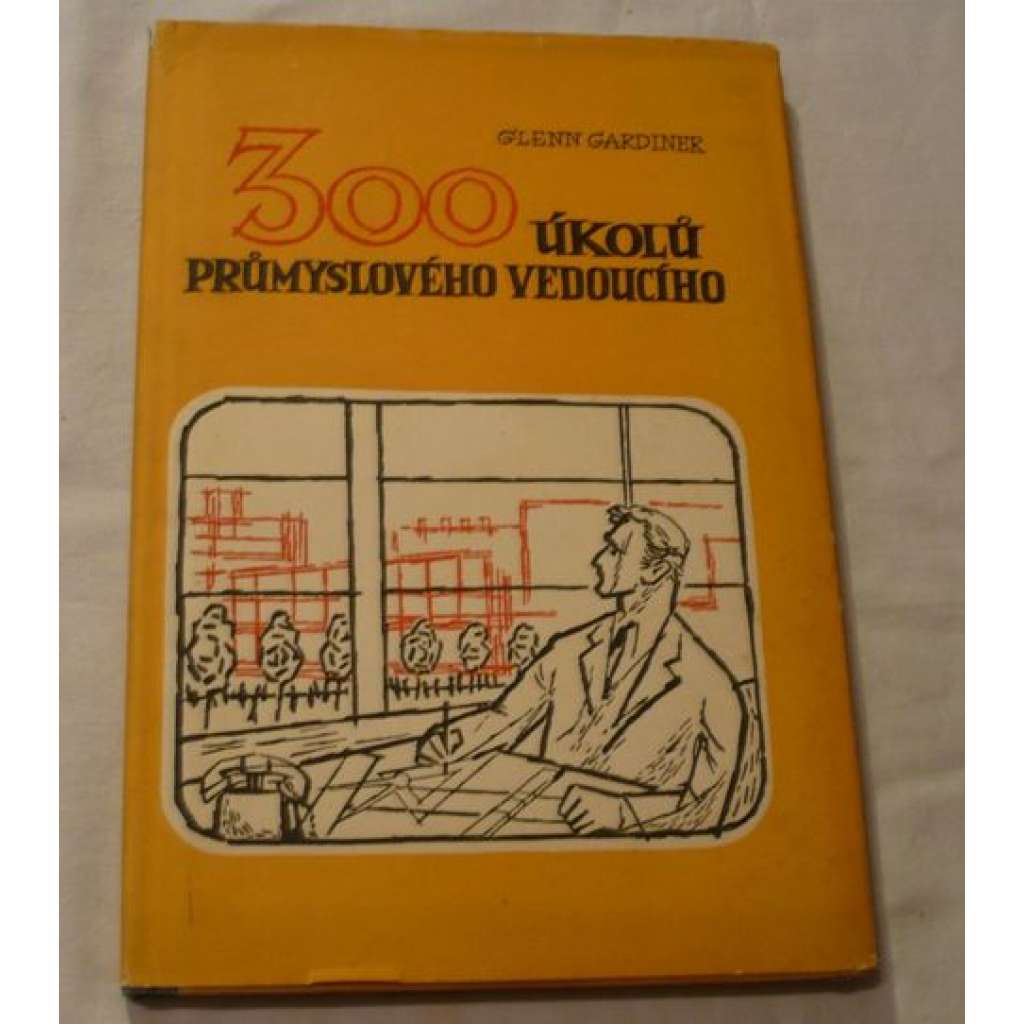 GLENN GARDINER
300 ÚKOLŮ
PRŮMYSLOVÉHO VEDOUCÍHO